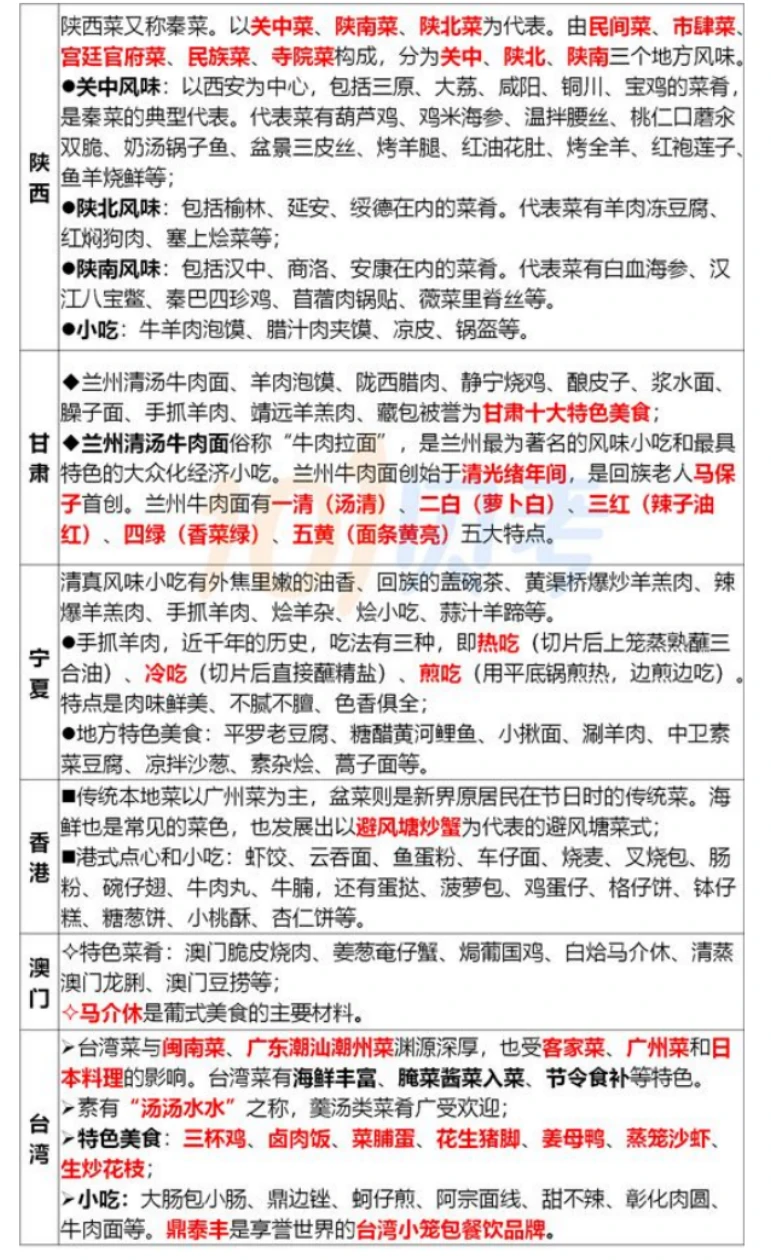 陕西
陕西菜又称秦菜。以关中菜、陕南菜、陕北菜为代表。由民间菜、市肆菜、
宫廷官府菜、民族菜、寺院菜构成，分为关中、陕北、陕南三个地方风味。
●关中风味：以西安为中心，包括三原、大荔、咸阳、铜川、宝鸡的菜肴，
是秦菜的典型代表。代表菜有葫芦鸡、鸡米海参、温拌腰丝、桃仁口蘑汆
双脆、奶汤锅子鱼、盆景三皮丝、烤羊腿、红油花肚、烤全羊、红袍莲子、
鱼羊烧鲜等；
●陕北风味：包括榆林、延安、绥德在内的菜肴。代表菜有羊肉冻豆腐、
红焖狗肉、塞上烩菜等；
●陕南风味：包括汉中、商洛、安康在内的菜肴。代表菜有白血海参、汉
江八宝鳖、秦巴四珍鸡、苜蓿肉锅贴、薇菜里脊丝等。
●小吃：牛羊肉泡馍、腊汁肉夹馍、凉皮、锅盔等。
甘肃
◆兰州清汤牛肉面、羊肉泡馍、陇西腊肉、静宁烧鸡、酿皮子、浆水面、
臊子面、手抓羊肉、靖远羊羔肉、藏包被誉为甘肃十大特色美食；
◆兰州清汤牛肉面俗称“牛肉拉面”，是兰州最为著名的风味小吃和最具
特色的大众化经济小吃。兰州牛肉面创始于清光绪年间，是回族老人马保
子首创。兰州牛肉面有一清（汤清）、二白（萝卜白）、三红（辣子油
红）、四绿（香菜绿）、五黄（面条黄亮）五大特点。
宁夏
清真风味小吃有外焦里嫩的油香、回族的盖碗茶、黄渠桥爆炒羊羔肉、辣
爆羊羔肉、手抓羊肉、烩羊杂、烩小吃、蒜汁羊蹄等。
●手抓羊肉，近千年的历史，吃法有三种，即热吃（切片后上笼蒸熟蘸三
合油）、冷吃（切片后直接蘸精盐）、煎吃（用平底锅煎热，边煎边吃）。
特点是肉味鲜美、不腻不膻、色香俱全；
●地方特色美食：平罗老豆腐、糖醋黄河鲤鱼、小揪面、涮羊肉、中卫素
菜豆腐、凉拌沙葱、素杂烩、蒿子面等。
香港
■传统本地菜以广州菜为主，盆菜则是新界原居民在节日时的传统菜。海
鲜也是常见的菜色，也发展出以避风塘炒蟹为代表的避风塘菜式；
■港式点心和小吃：虾饺、云吞面、鱼蛋粉、车仔面、烧麦、叉烧包、肠
粉、碗仔翅、牛肉丸、牛腩，还有蛋挞、菠萝包、鸡蛋仔、格仔饼、钵仔
糕、糖葱饼、小桃酥、杏仁饼等。
澳门
✧特色菜肴：澳门脆皮烧肉、姜葱奄仔蟹、焗葡国鸡、白烚马介休、清蒸
澳门龙脷、澳门豆捞等；
✧马介休是葡式美食的主要材料。
台湾
➢台湾菜与闽南菜、广东潮汕潮州菜渊源深厚，也受客家菜、广州菜和日
本料理的影响。台湾菜有海鲜丰富、腌菜酱菜入菜、节令食补等特色。
➢素有“汤汤水水”之称，羹汤类菜肴广受欢迎；
➢特色美食：三杯鸡、卤肉饭、菜脯蛋、花生猪脚、姜母鸭、蒸笼沙虾、
生炒花枝；
➢小吃：大肠包小肠、鼎边锉、蚵仔煎、阿宗面线、甜不辣、彰化肉圆、
牛肉面等。鼎泰丰是享誉世界的台湾小笼包餐饮品牌。